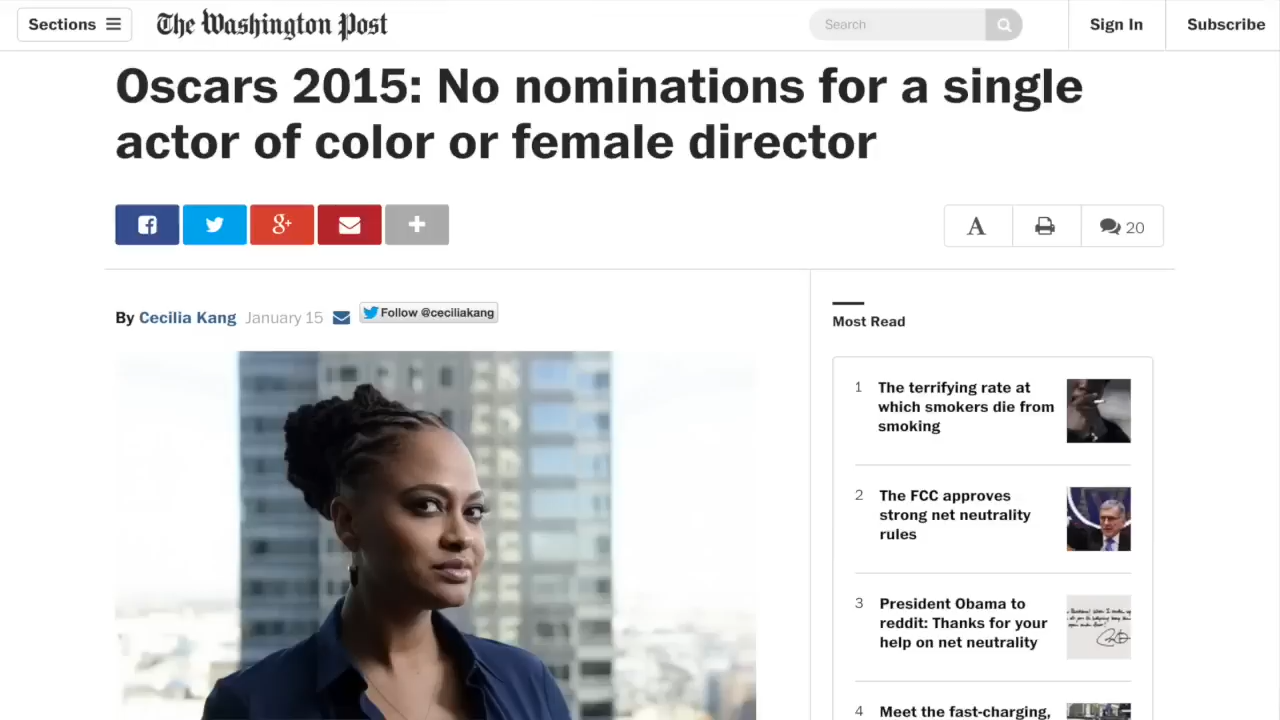 Sections
The Washington Post
Search
Sign In
Subscribe
Oscars 2015: No nominations for a single
actor of color or female director
A
20
By Cecilia Kang January 15
Follow @ceciliakang
Most Read
1 The terrifying rate at
which smokers die from
smoking
2 The FCC approves
strong net neutrality
rules
3 President Obama to
reddit: Thanks for your
help on net neutrality
4 Meet the fast-charging,